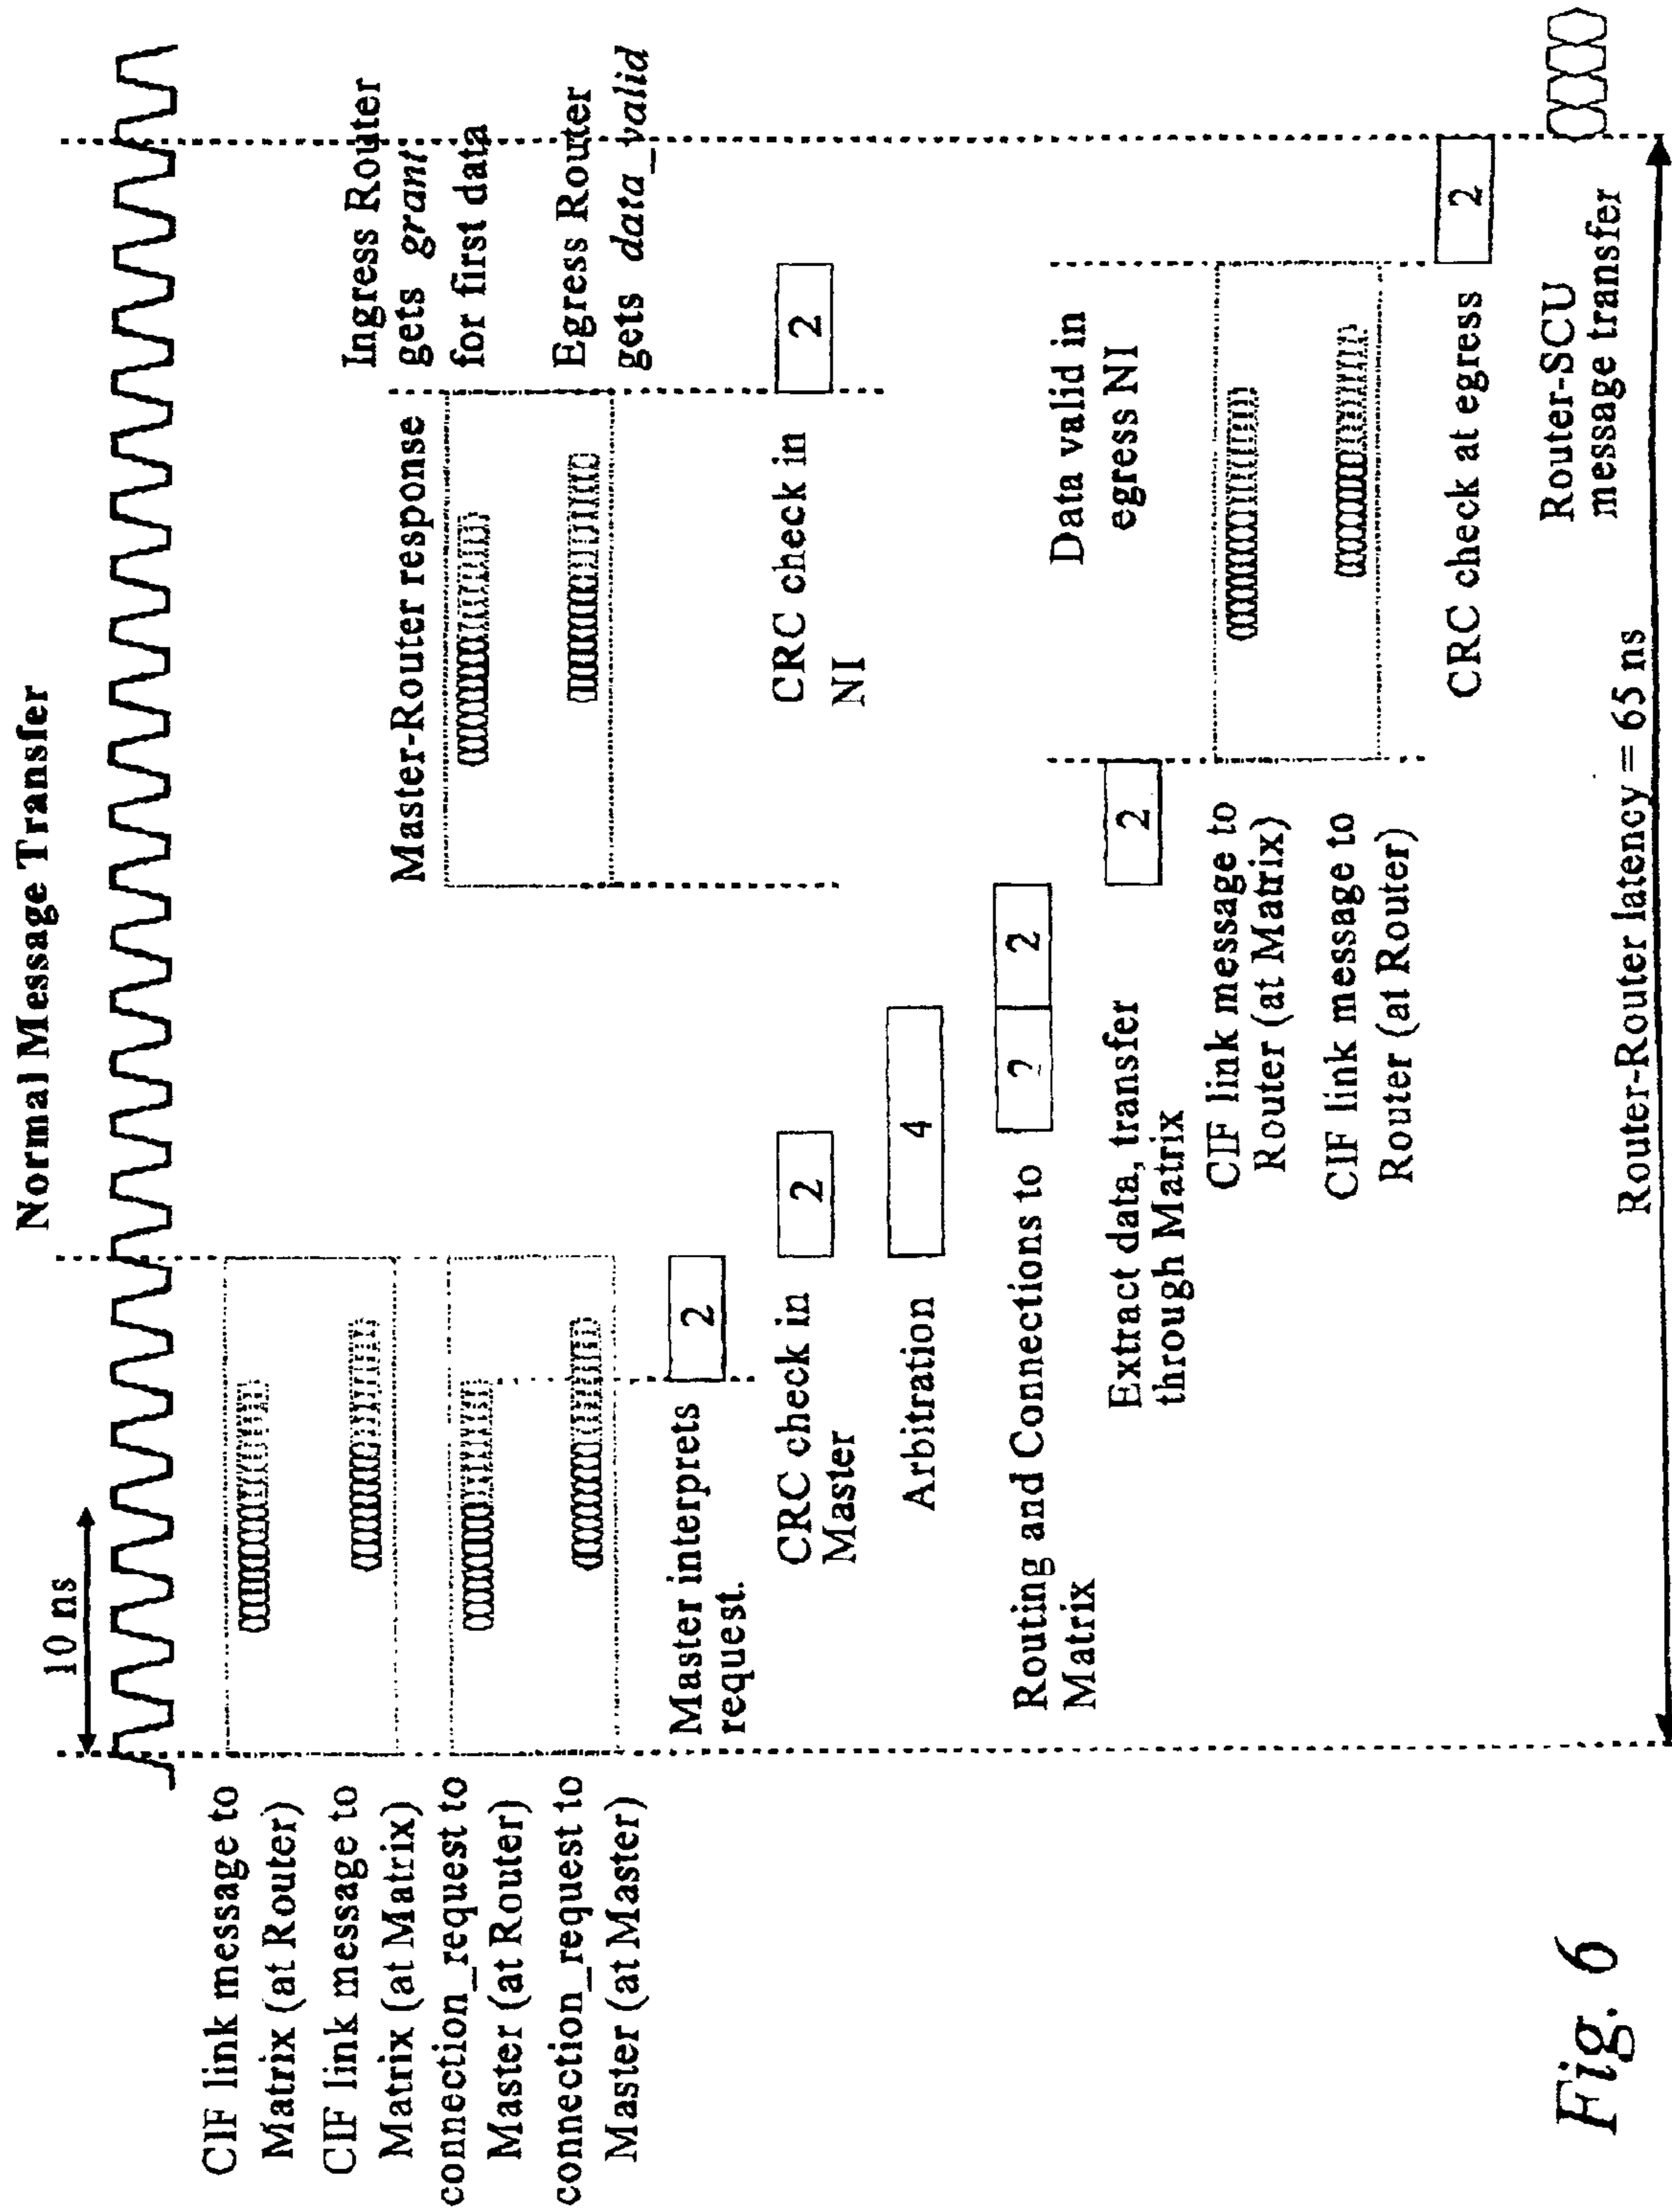 Normal Message Transfer
10 ns
CIF link message to
Matrix (at Router)
CIF link message to
Matrix (at Matrix)
connection_request to
Master (at Router)
connection_request to
Master (at Master)
Master interprets
request.
2
CRC check in
Master
2
Arbitration
4
Routing and Connections to
Matrix
2
2
Extract data, transfer
through Matrix
2
Master-Router response
Ingress Router
gets grant
for first data
Egress Router
gets data_valid
CRC check in
NI
2
Data valid in
egress NI
CIF link message to
Router (at Matrix)
CIF link message to
Router (at Router)
CRC check at egress
2
Router-SCU
message transfer
Router-Router latency = 65 ns
Fig. 6